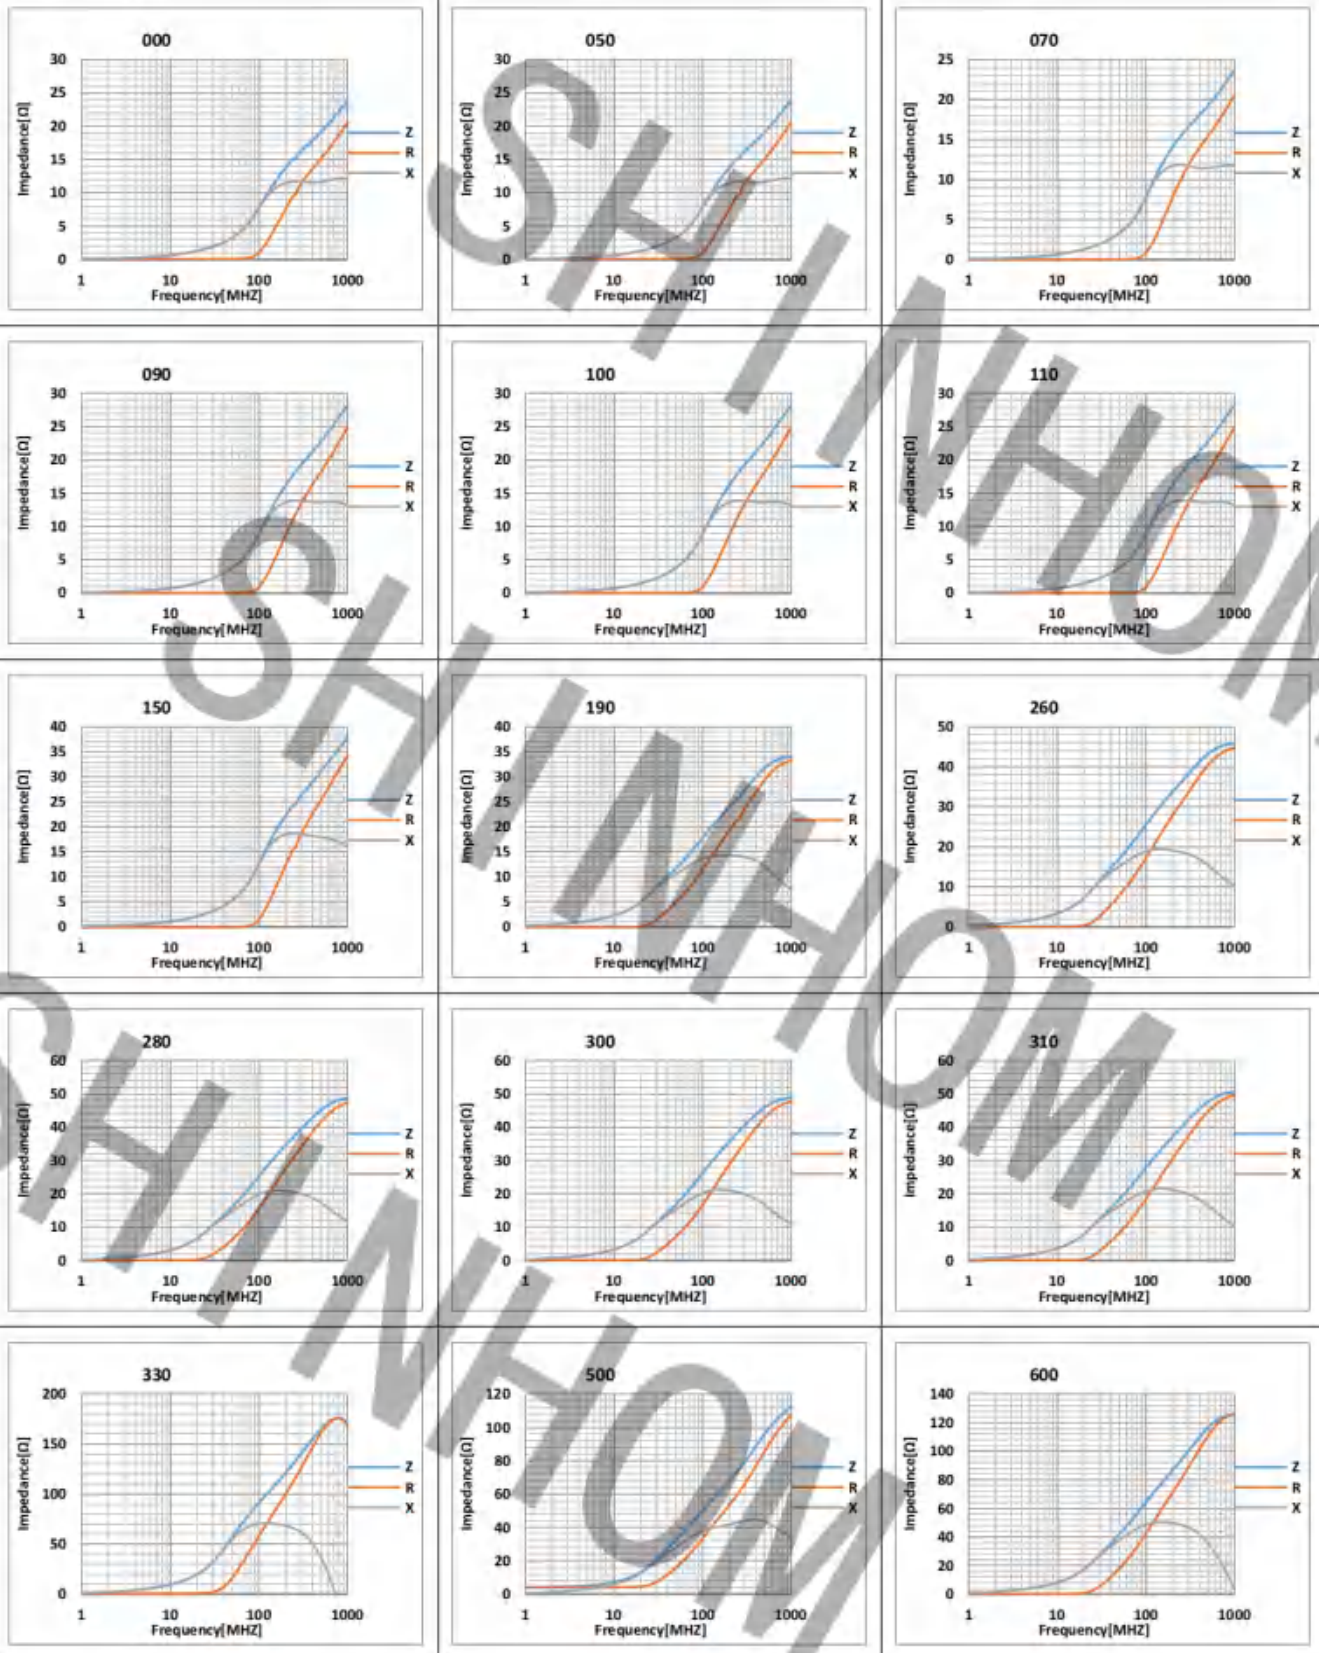 000
30
25
20
15
10
5
0
Impedance[Ω]
1 10 100 1000
Frequency[MHZ]
Z
R
X
050
30
25
20
15
10
5
0
Impedance[Ω]
1 10 100 1000
Frequency[MHZ]
Z
R
X
070
25
20
15
10
5
0
Impedance[Ω]
1 10 100 1000
Frequency[MHZ]
Z
R
X
090
30
25
20
15
10
5
0
Impedance[Ω]
1 10 100 1000
Frequency[MHZ]
Z
R
X
100
30
25
20
15
10
5
0
Impedance[Ω]
1 10 100 1000
Frequency[MHZ]
Z
R
X
110
30
25
20
15
10
5
0
Impedance[Ω]
1 10 100 1000
Frequency[MHZ]
Z
R
X
150
40
35
30
25
20
15
10
5
0
Impedance[Ω]
1 10 100 1000
Frequency[MHZ]
Z
R
X
190
40
35
30
25
20
15
10
5
0
Impedance[Ω]
1 10 100 1000
Frequency[MHZ]
Z
R
X
260
50
40
30
20
10
0
Impedance[Ω]
1 10 100 1000
Frequency[MHZ]
Z
R
X
280
60
50
40
30
20
10
0
Impedance[Ω]
1 10 100 1000
Frequency[MHZ]
Z
R
X
300
60
50
40
30
20
10
0
Impedance[Ω]
1 10 100 1000
Frequency[MHZ]
Z
R
X
310
60
50
40
30
20
10
0
Impedance[Ω]
1 10 100 1000
Frequency[MHZ]
Z
R
X
330
200
150
100
50
0
Impedance[Ω]
1 10 100 1000
Frequency[MHZ]
Z
R
X
500
120
100
80
60
40
20
0
Impedance[Ω]
1 10 100 1000
Frequency[MHZ]
Z
R
X
600
140
120
100
80
60
40
20
0
Impedance[Ω]
1 10 100 1000
Frequency[MHZ]
Z
R
X
SHINHOM
SHINHOM
SHINHOM